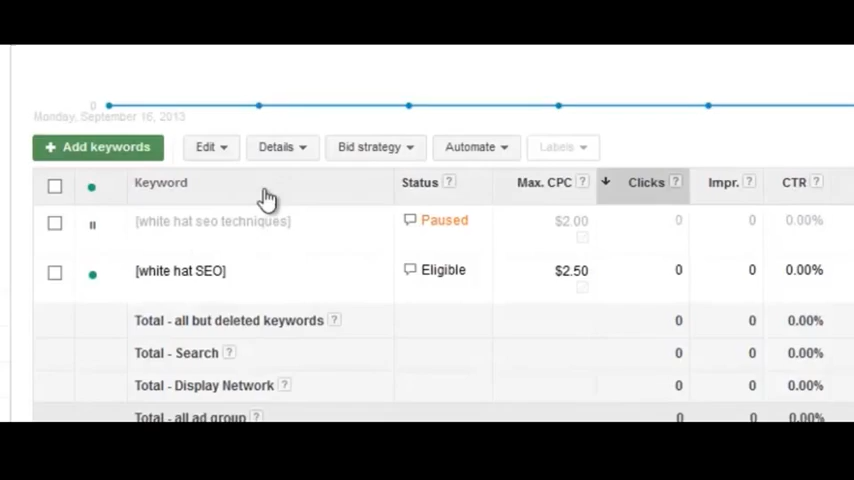 0
Monday, September 16, 2013
+ Add keywords Edit Details Bid strategy Automate Labels
Keyword Status ? Max. CPC ? Clicks ? Impr. ? CTR ?
[white hat seo techniques] Paused $2.00 0 0 0.00%
[white hat SEO] Eligible $2.50 0 0 0.00%
Total - all but deleted keywords ? 0 0 0.00%
Total - Search ? 0 0 0.00%
Total - Display Network ? 0 0 0.00%
Total - all ad group ? 0 0 0.00%